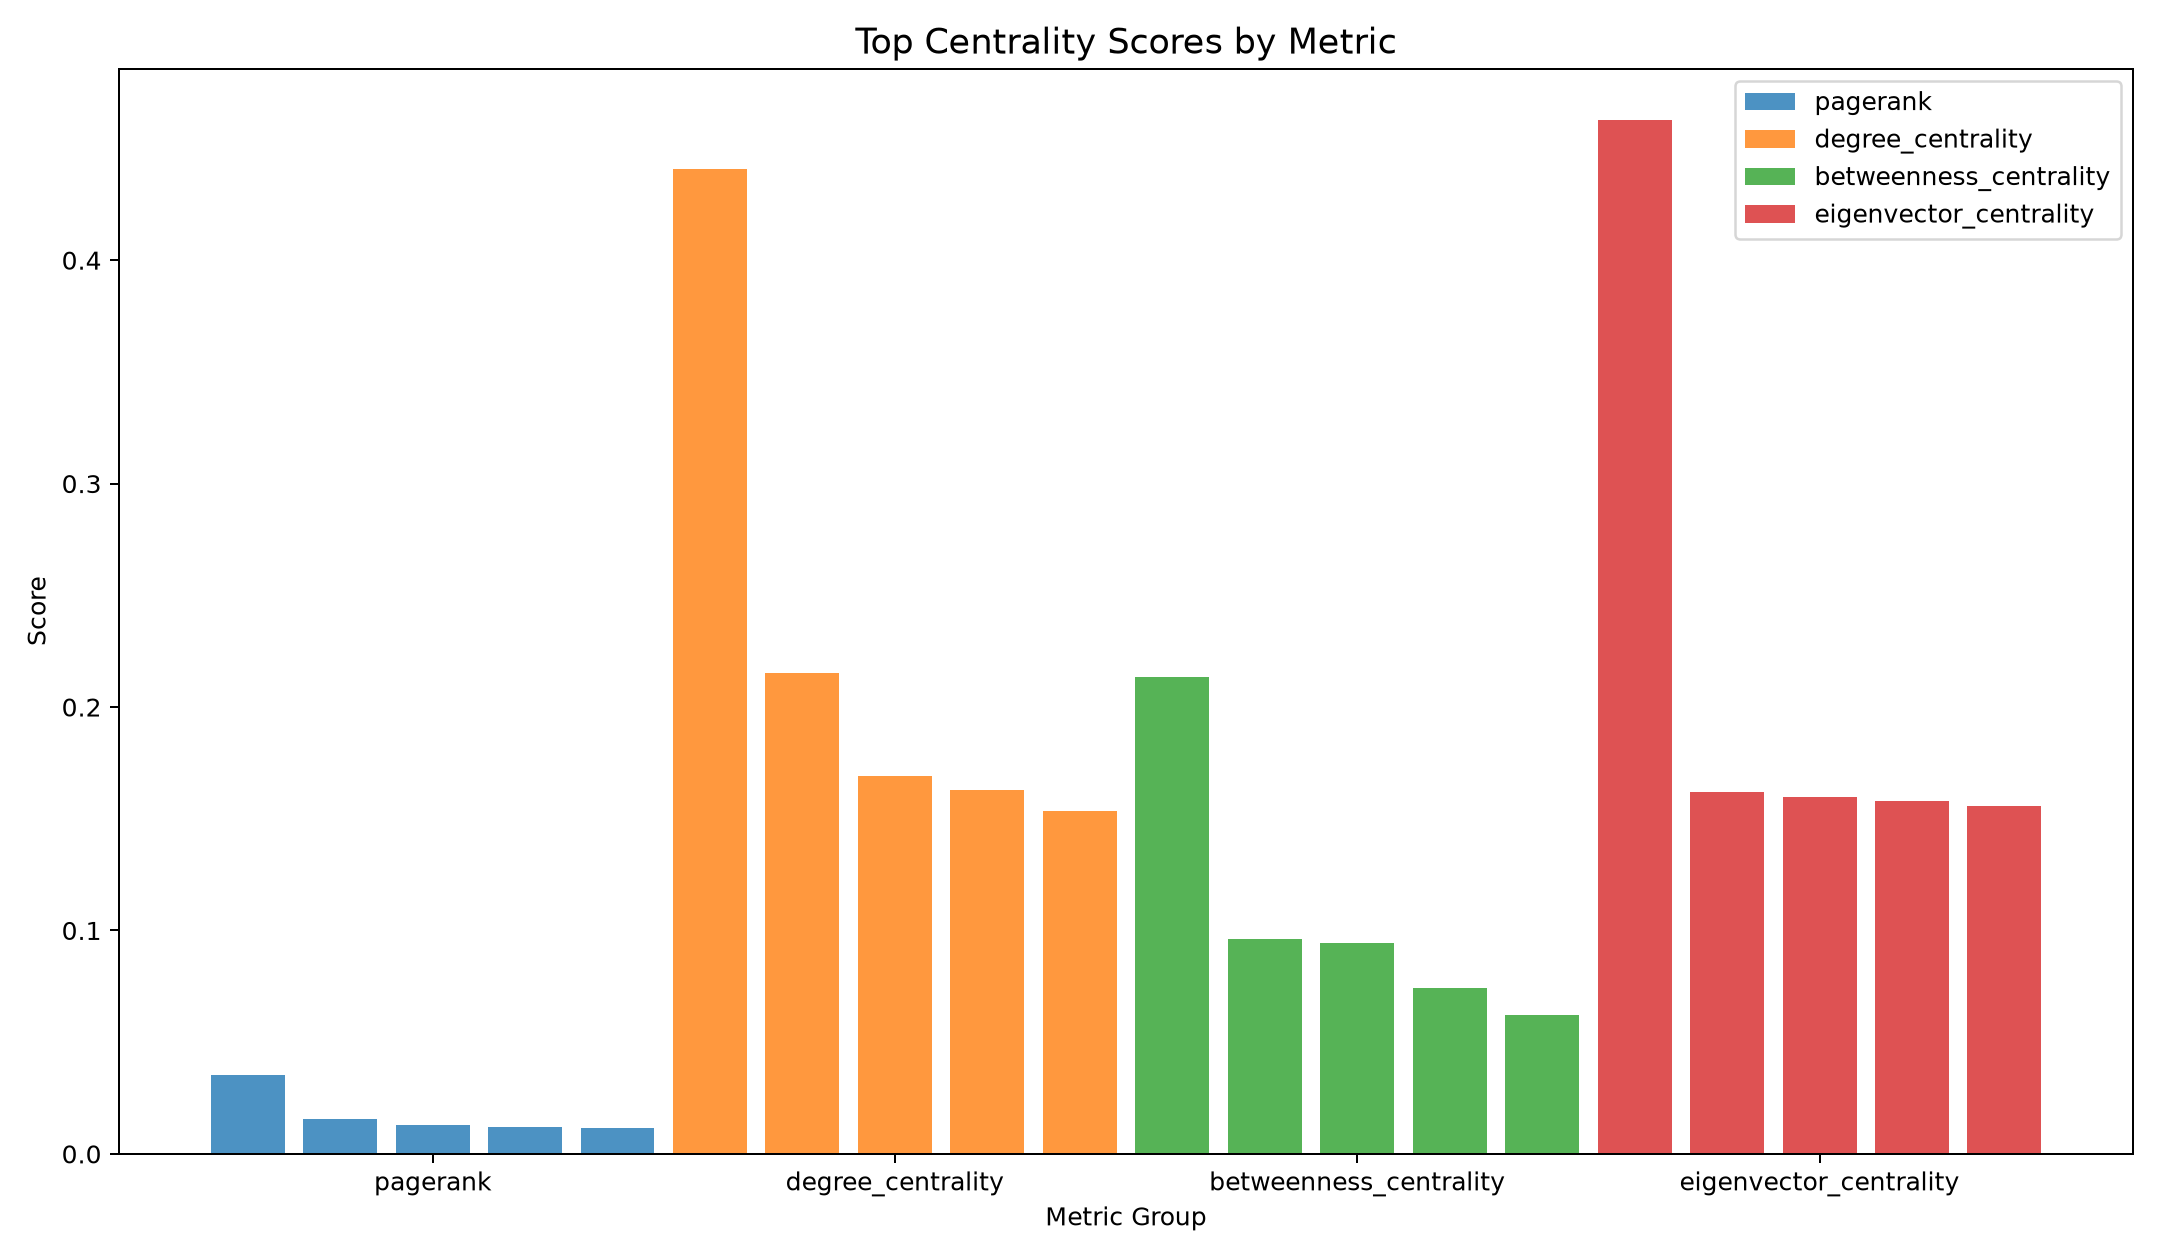 Top Centrality Scores by Metric
pagerank
degree_centrality
betweenness_centrality
eigenvector_centrality
Score
0.4
0.3
0.2
0.1
0.0
pagerank
degree_centrality
betweenness_centrality
eigenvector_centrality
Metric Group